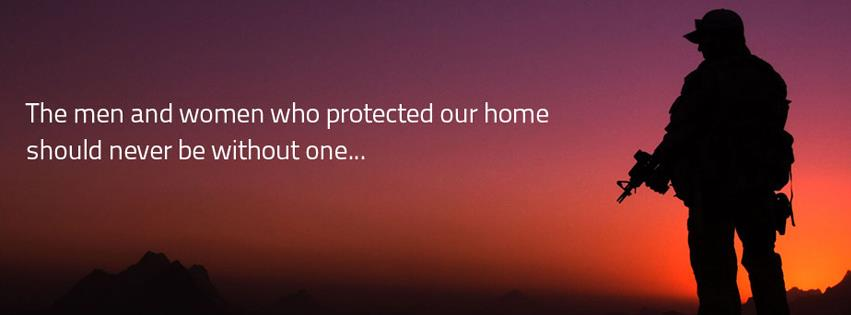 The men and women who protected our home
should never be without one...